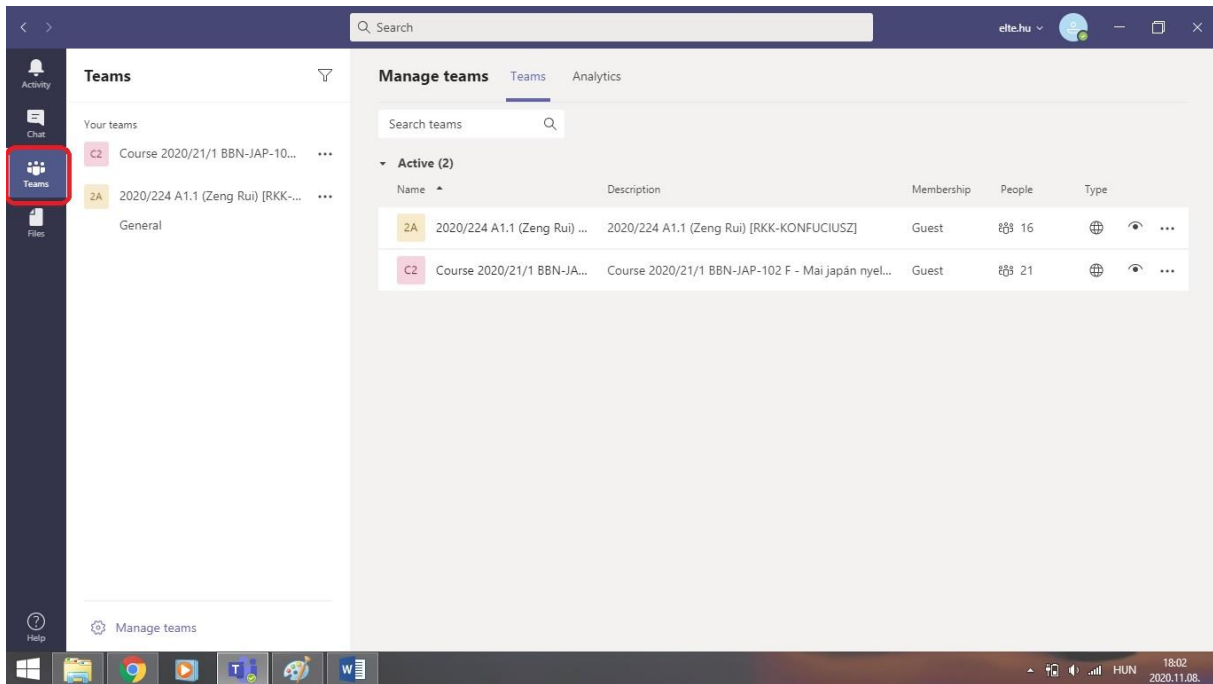 Search
elte.hu
Activity
Chat
Teams
Files
Help
Teams
Your teams
C2 Course 2020/21/1 BBN-JAP-10...
2A 2020/224 A1.1 (Zeng Rui) [RKK-...
General
Manage teams
Manage teams Teams Analytics
Search teams
Active (2)
Name Description Membership People Type
2A 2020/224 A1.1 (Zeng Rui) ... 2020/224 A1.1 (Zeng Rui) [RKK-KONFUCIUSZ] Guest 16
C2 Course 2020/21/1 BBN-JA... Course 2020/21/1 BBN-JAP-102 F - Mai japán nyel... Guest 21
HUN 18:02
2020.11.08.